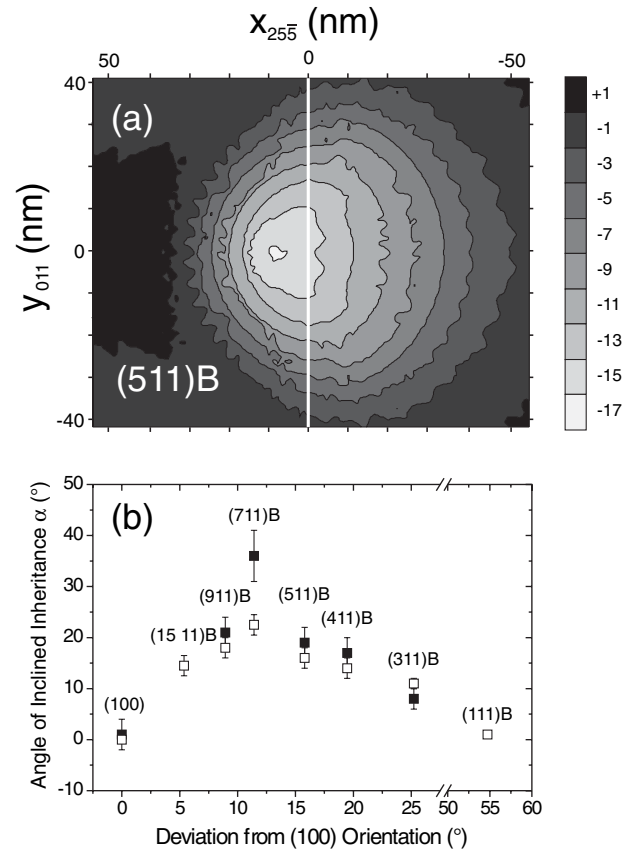 x255̅ (nm)
50 0 -50
(a)
40
0
-40
y011 (nm)
(511)B
+1
-1
-3
-5
-7
-9
-11
-13
-15
-17
(b)
50
40
30
20
10
0
-10
Angle of Inclined Inheritance α (°)
(711)B
(911)B
(511)B
(15 11)B
(411)B
(311)B
(100)
(111)B
0 5 10 15 20 25 50 55 60
Deviation from (100) Orientation (°)